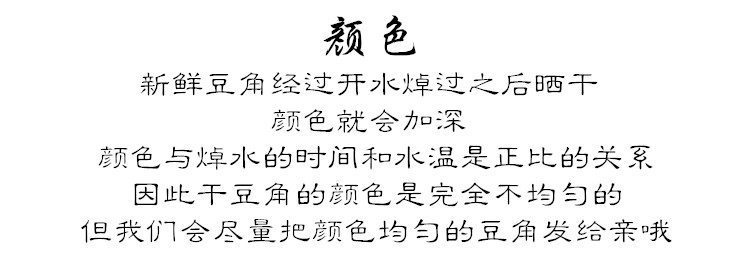 颜色
新鲜豆角经过开水焯过之后晒干
颜色就会加深
颜色与焯水的时间和水温是正比的关系
因此干豆角的颜色是完全不均匀的
但我们会尽量把颜色均匀的豆角发给亲哦